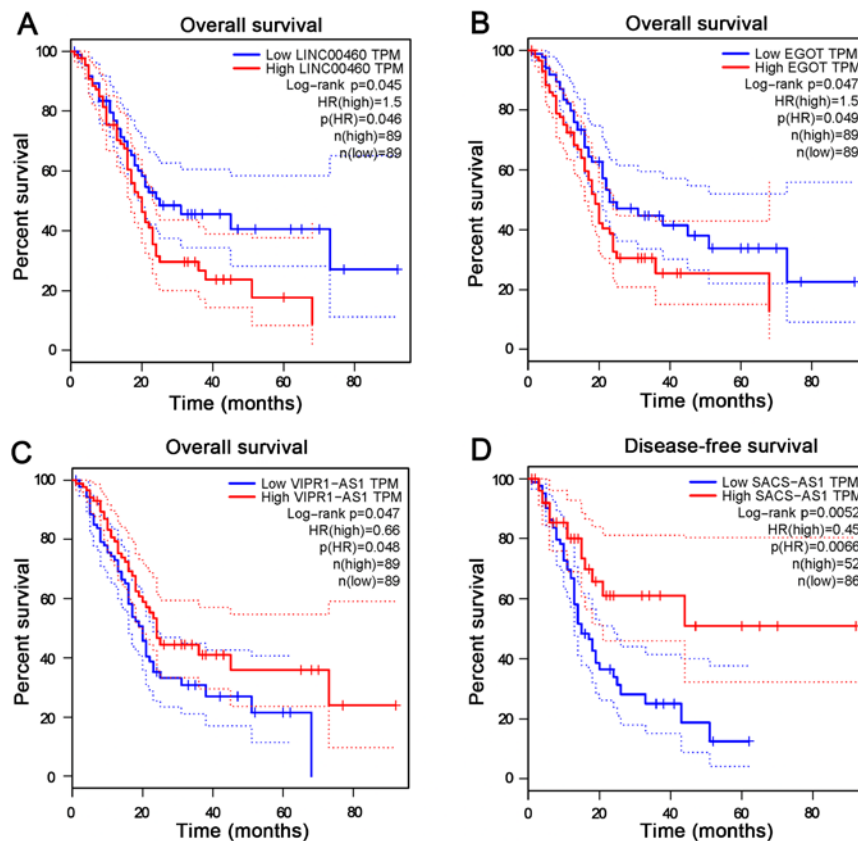 A
Overall survival
Low LINC00460 TPM
High LINC00460 TPM
Log-rank p=0.045
HR(high)=1.5
p(HR)=0.046
n(high)=89
n(low)=89
Percent survival
100
80
60
40
20
0
0 20 40 60 80
Time (months)
B
Overall survival
Low EGOT TPM
High EGOT TPM
Log-rank p=0.047
HR(high)=1.5
p(HR)=0.049
n(high)=89
n(low)=89
Percent survival
100
80
60
40
20
0
0 20 40 60 80
Time (months)
C
Overall survival
Low VIPR1-AS1 TPM
High VIPR1-AS1 TPM
Log-rank p=0.047
HR(high)=0.66
p(HR)=0.048
n(high)=89
n(low)=89
Percent survival
100
80
60
40
20
0
0 20 40 60 80
Time (months)
D
Disease-free survival
Low SACS-AS1 TPM
High SACS-AS1 TPM
Log-rank p=0.0052
HR(high)=0.45
p(HR)=0.0066
n(high)=52
n(low)=86
Percent survival
100
80
60
40
20
0
0 20 40 60 80
Time (months)